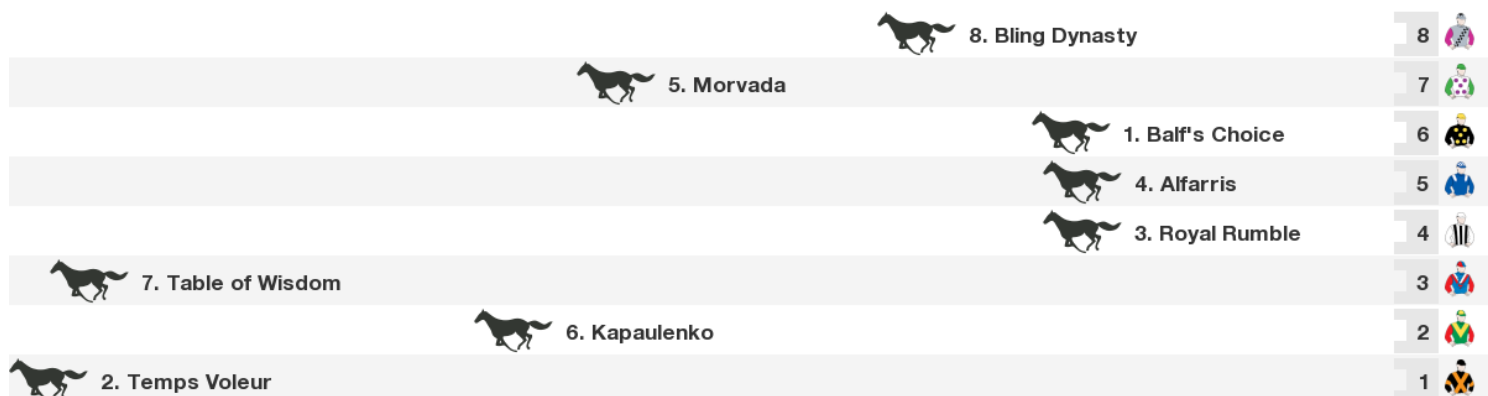 8. Bling Dynasty 8
5. Morvada 7
1. Balf's Choice 6
4. Alfarris 5
3. Royal Rumble 4
7. Table of Wisdom 3
6. Kapaulenko 2
2. Temps Voleur 1